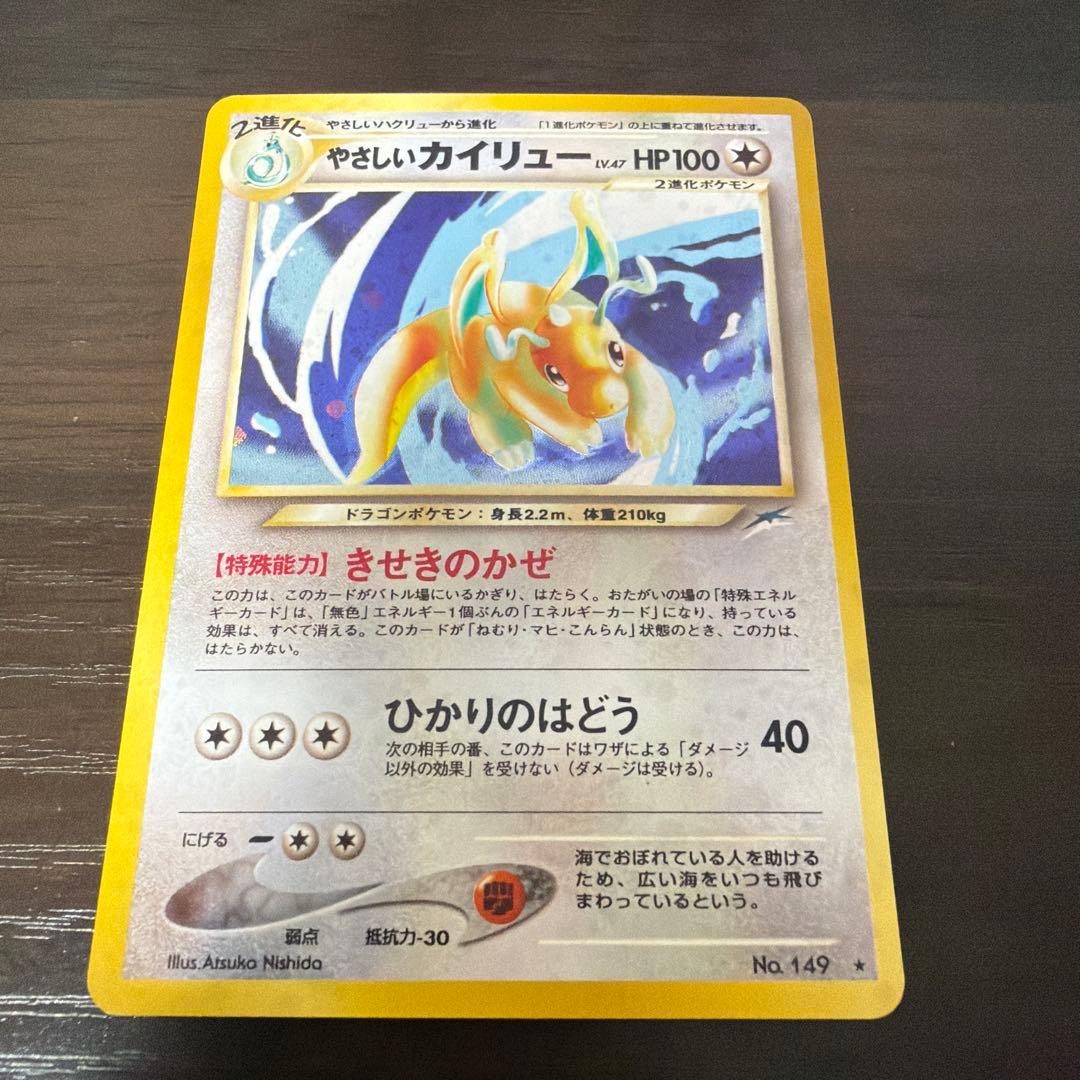 2進化
やさしいハクリューから進化 「1進化ポケモン」の上に重ねて進化させます。
やさしいカイリュー LV.47 HP100
2進化ポケモン
ドラゴンポケモン：身長2.2m、体重210kg
【特殊能力】きせきのかぜ
この力は、このカードがバトル場にいるかぎり、はたらく。おたがいの場の「特殊エネル
ギーカード」は、「無色」エネルギー1個ぶんの「エネルギーカード」になり、持っている
効果は、すべて消える。このカードが「ねむり・マヒ・こんらん」状態のとき、この力は、
はたらかない。
ひかりのはどう 40
次の相手の番、このカードはワザによる「ダメージ
以外の効果」を受けない（ダメージは受ける）。
にげる
海でおぼれている人を助ける
ため、広い海をいつも飛び
まわっているという。
弱点 抵抗力-30
Illus. Atsuko Nishida
No. 149